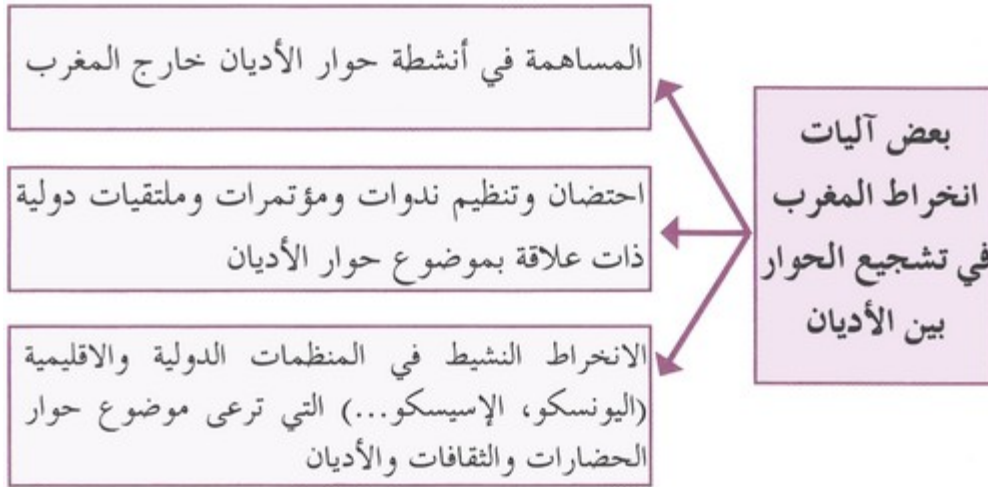 بعض آليات
انخراط المغرب
في تشجيع الحوار
بين الأديان
المساهمة في أنشطة حوار الأديان خارج المغرب
احتضان وتنظيم ندوات ومؤتمرات وملتقيات دولية
ذات علاقة بموضوع حوار الأديان
الانخراط النشيط في المنظمات الدولية والاقليمية
(اليونسكو، الإسيسكو...) التي ترعى موضوع حوار
الحضارات والثقافات والأديان